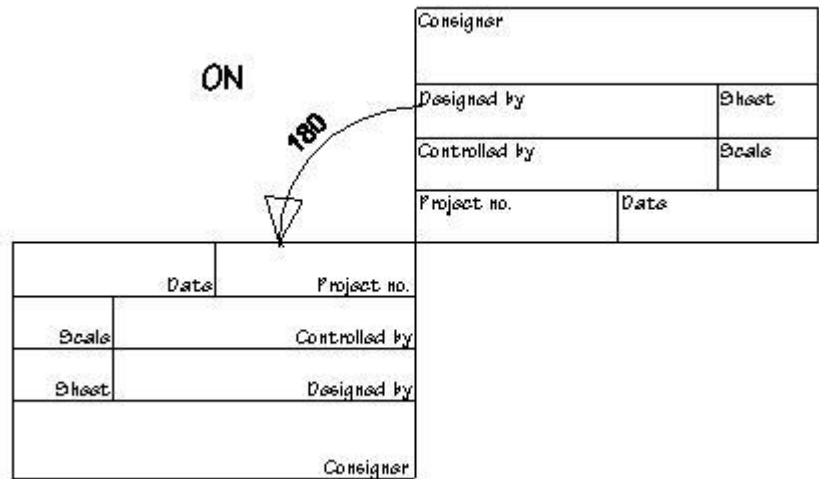 Consigner
ON
Designed by Sheet
180
Controlled by Scale
Project no. Date
Date Project no.
Scale Controlled by
Sheet Designed by
Consigner